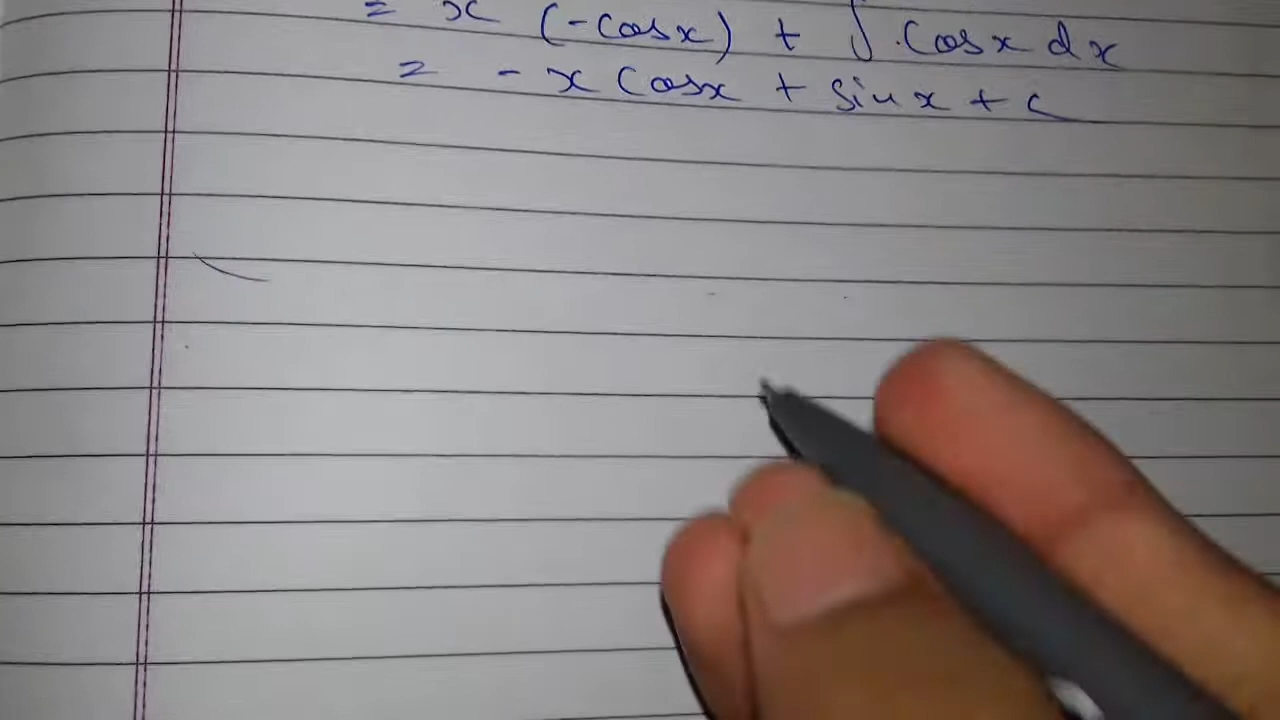 = x (-cosx) + ∫ .cosx dx
= - x cosx + sinx + c